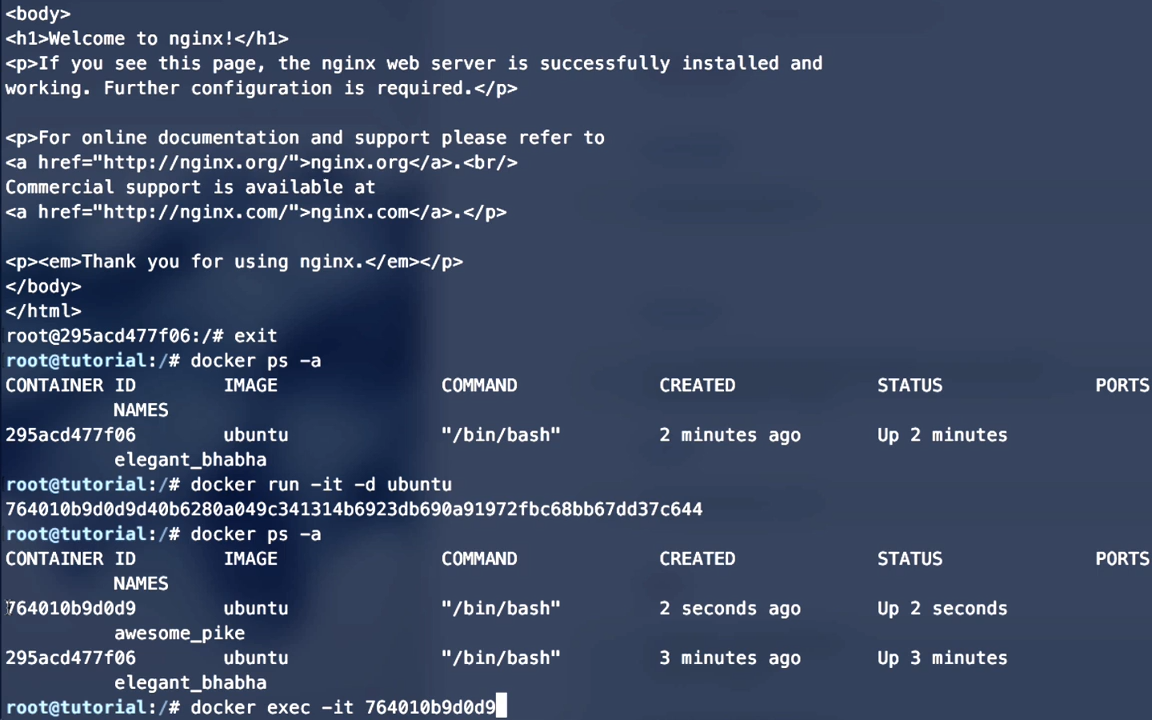 <body>
<h1>Welcome to nginx!</h1>
<p>If you see this page, the nginx web server is successfully installed and
working. Further configuration is required.</p>
<p>For online documentation and support please refer to
<a href="http://nginx.org/">nginx.org</a>.<br/>
Commercial support is available at
<a href="http://nginx.com/">nginx.com</a>.</p>
<p><em>Thank you for using nginx.</em></p>
</body>
</html>
root@295acd477f06:/# exit
root@tutorial:/# docker ps -a
CONTAINER ID IMAGE COMMAND CREATED STATUS PORTS
NAMES
295acd477f06 ubuntu "/bin/bash" 2 minutes ago Up 2 minutes
elegant_bhabha
root@tutorial:/# docker run -it -d ubuntu
764010b9d0d9d40b6280a049c341314b6923db690a91972fbc68bb67dd37c644
root@tutorial:/# docker ps -a
CONTAINER ID IMAGE COMMAND CREATED STATUS PORTS
NAMES
764010b9d0d9 ubuntu "/bin/bash" 2 seconds ago Up 2 seconds
awesome_pike
295acd477f06 ubuntu "/bin/bash" 3 minutes ago Up 3 minutes
elegant_bhabha
root@tutorial:/# docker exec -it 764010b9d0d9